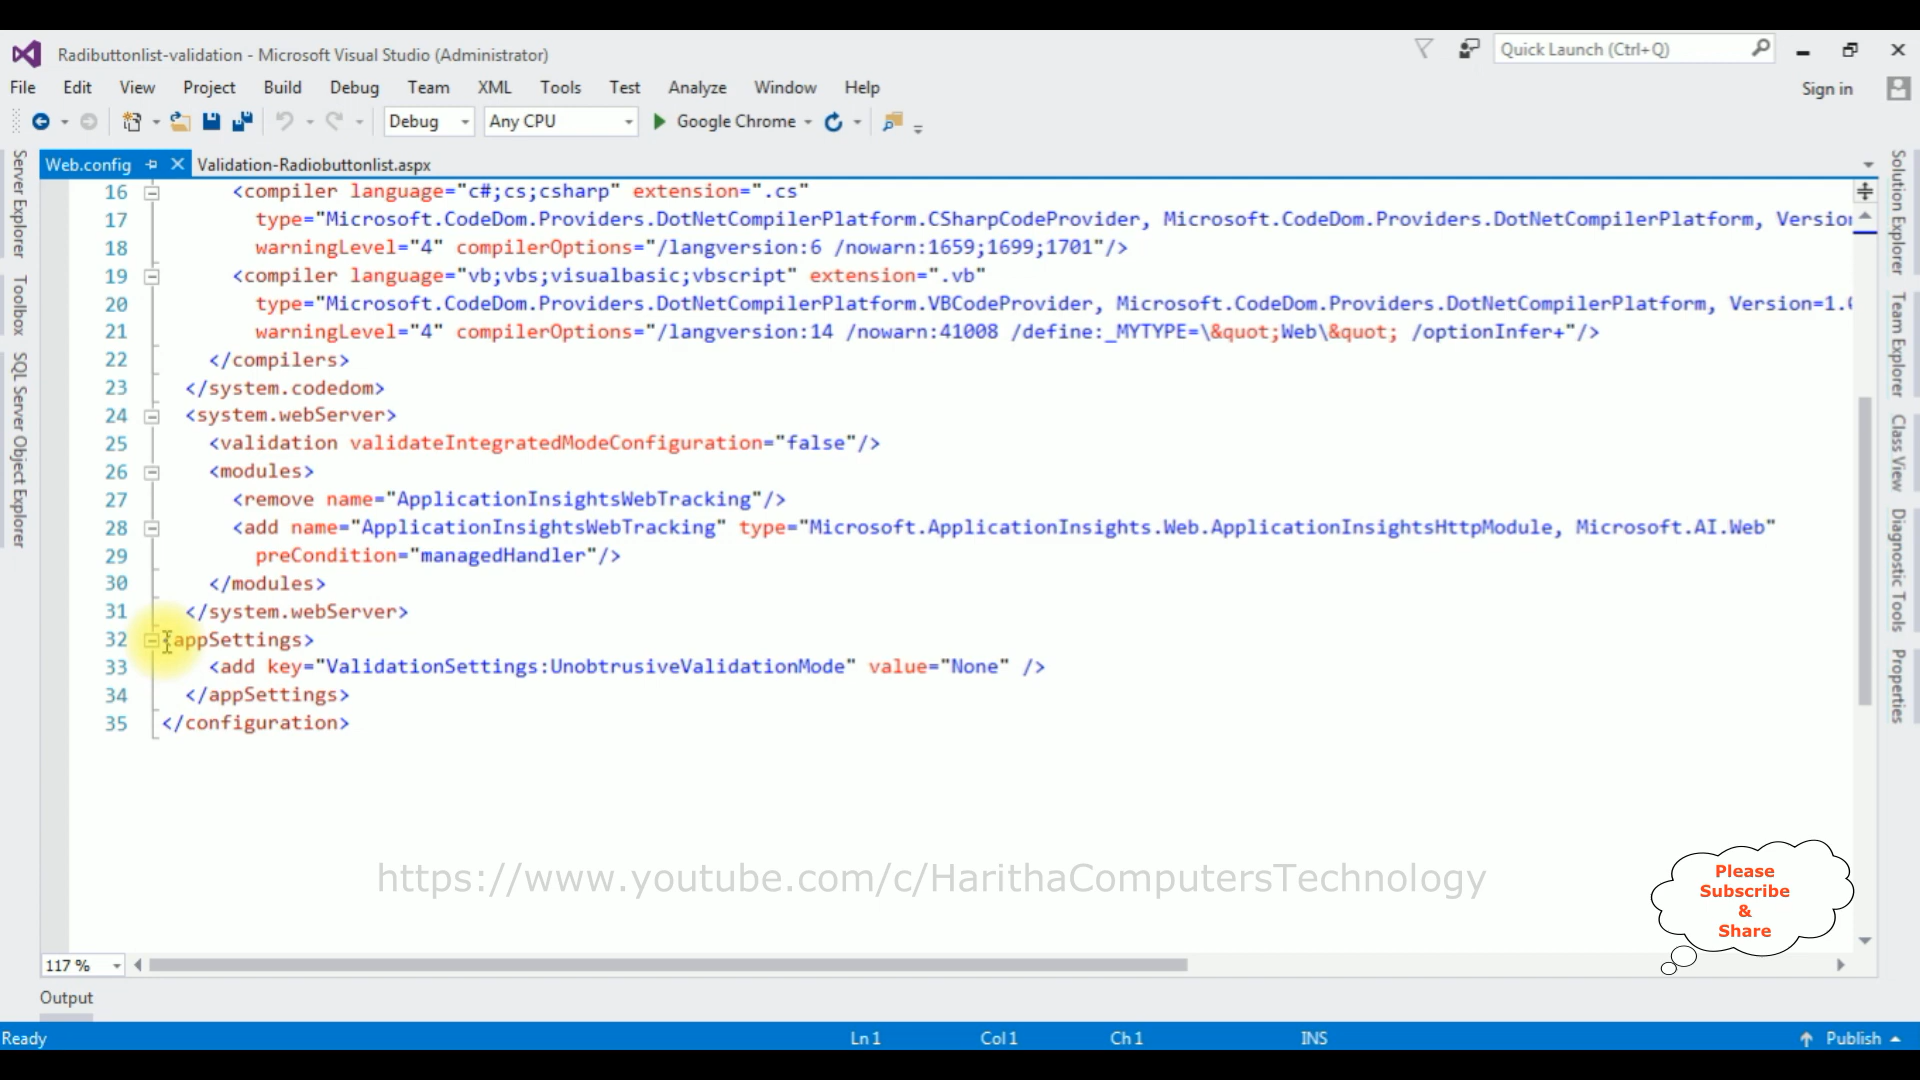 Radibuttonlist-validation - Microsoft Visual Studio (Administrator)
Quick Launch (Ctrl+Q)
File Edit View Project Build Debug Team XML Tools Test Analyze Window Help
Sign in
Debug Any CPU Google Chrome
Web.config Validation-Radiobuttonlist.aspx
Server Explorer
Toolbox
SQL Server Object Explorer
16 <compiler language="c#;cs;csharp" extension=".cs"
17 type="Microsoft.CodeDom.Providers.DotNetCompilerPlatform.CSharpCodeProvider, Microsoft.CodeDom.Providers.DotNetCompilerPlatform, Version
18 warningLevel="4" compilerOptions="/langversion:6 /nowarn:1659;1699;1701"/>
19 <compiler language="vb;vbs;visualbasic;vbscript" extension=".vb"
20 type="Microsoft.CodeDom.Providers.DotNetCompilerPlatform.VBCodeProvider, Microsoft.CodeDom.Providers.DotNetCompilerPlatform, Version=1.0
21 warningLevel="4" compilerOptions="/langversion:14 /nowarn:41008 /define:_MYTYPE=\&quot;Web\&quot; /optionInfer+"/>
22 </compilers>
23 </system.codedom>
24 <system.webServer>
25 <validation validateIntegratedModeConfiguration="false"/>
26 <modules>
27 <remove name="ApplicationInsightsWebTracking"/>
28 <add name="ApplicationInsightsWebTracking" type="Microsoft.ApplicationInsights.Web.ApplicationInsightsHttpModule, Microsoft.AI.Web"
29 preCondition="managedHandler"/>
30 </modules>
31 </system.webServer>
32 <appSettings>
33 <add key="ValidationSettings:UnobtrusiveValidationMode" value="None" />
34 </appSettings>
35 </configuration>
Solution Explorer
Team Explorer
Class View
Diagnostic Tools
Properties
https://www.youtube.com/c/HarithaComputersTechnology
Please
Subscribe
&
Share
117 %
Output
Ready Ln 1 Col 1 Ch 1 INS Publish